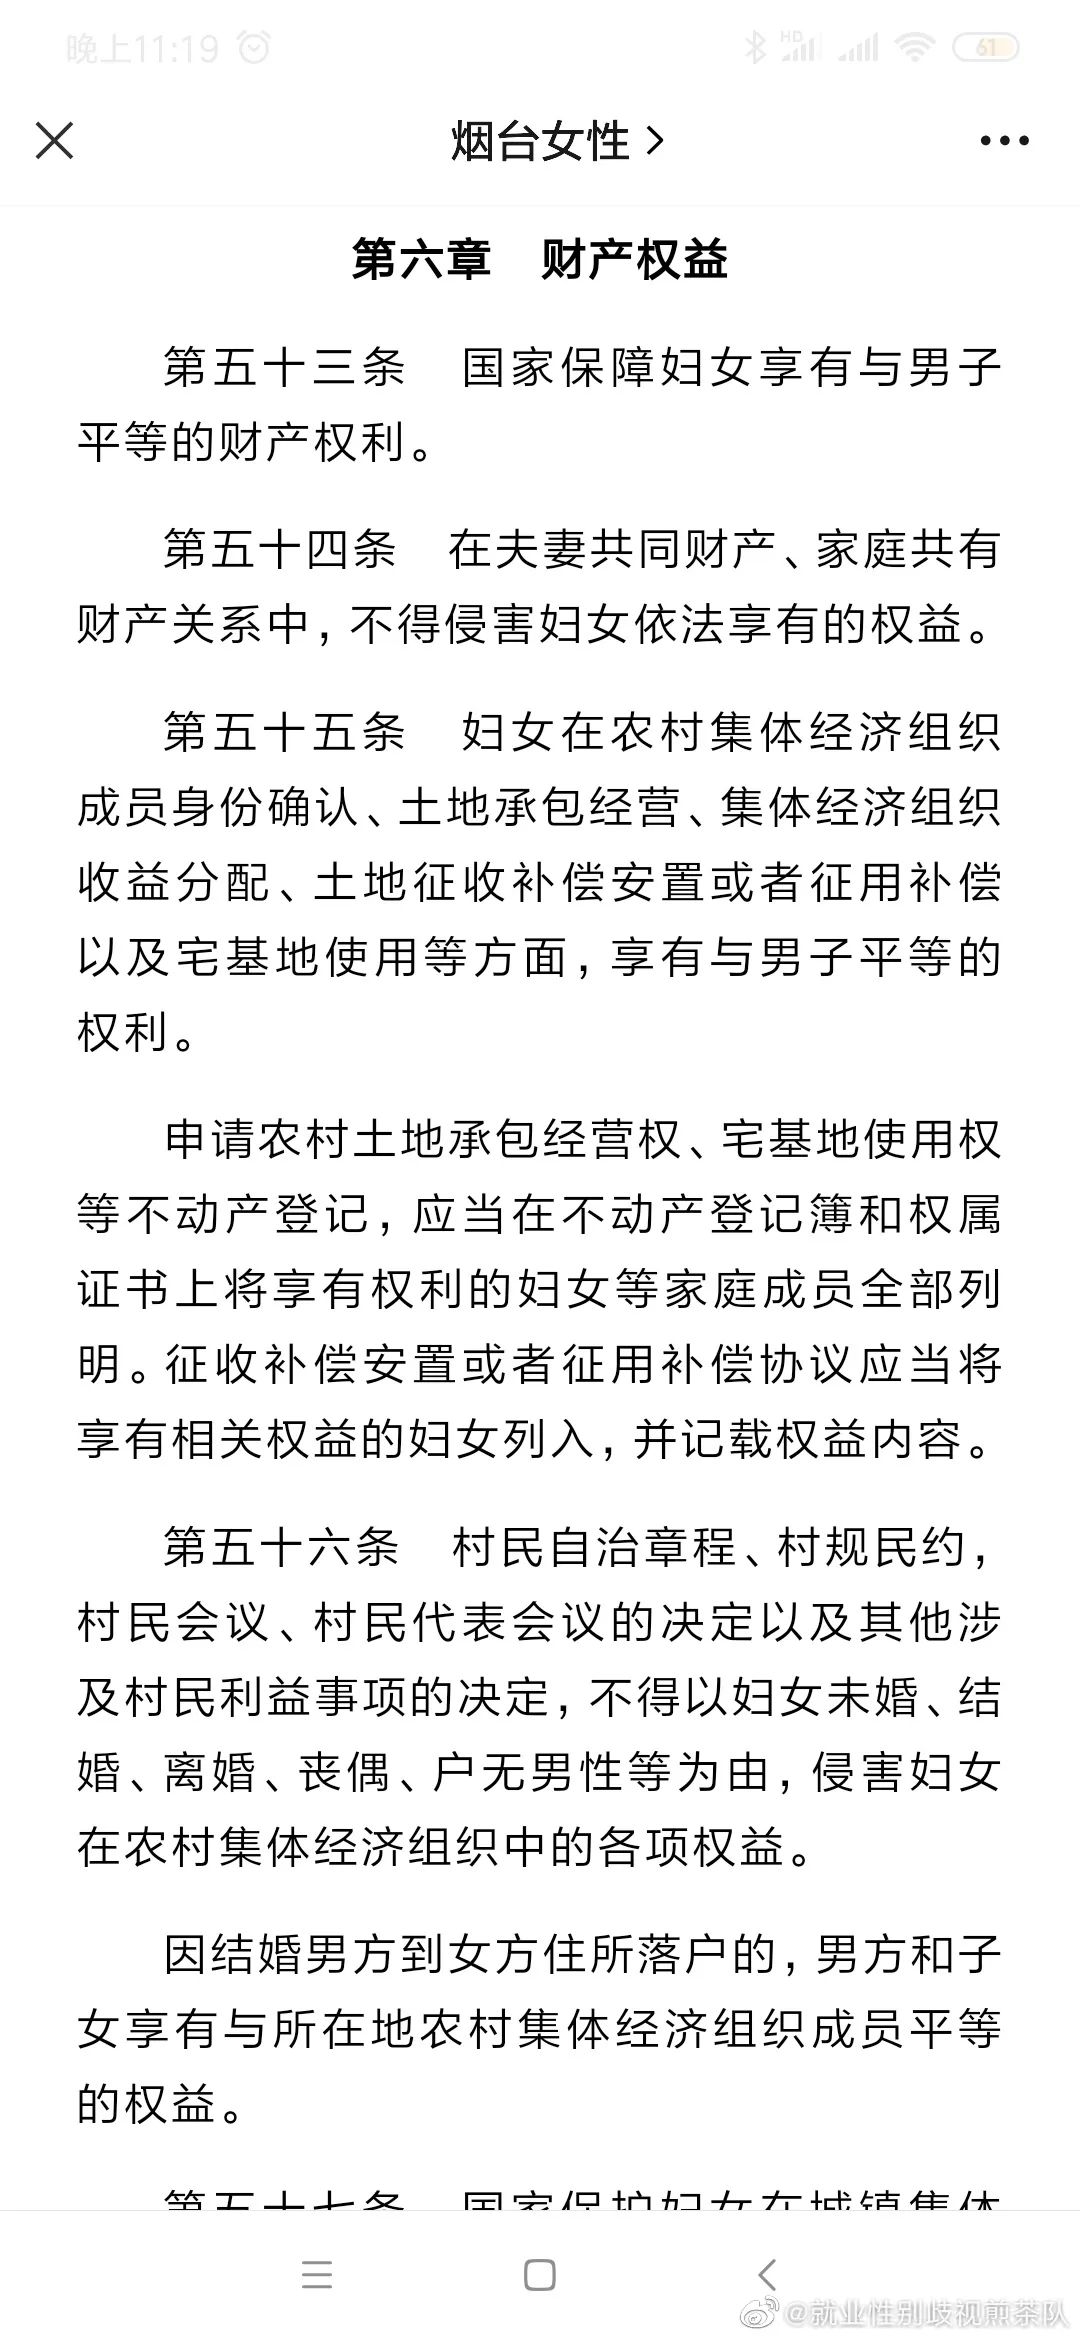 晚上11:19
HD
61
烟台女性
第六章 财产权益
第五十三条 国家保障妇女享有与男子
平等的财产权利。
第五十四条 在夫妻共同财产、家庭共有
财产关系中,不得侵害妇女依法享有的权益。
第五十五条 妇女在农村集体经济组织
成员身份确认、土地承包经营、集体经济组织
收益分配、土地征收补偿安置或者征用补偿
以及宅基地使用等方面,享有与男子平等的
权利。
申请农村土地承包经营权、宅基地使用权
等不动产登记,应当在不动产登记簿和权属
证书上将享有权利的妇女等家庭成员全部列
明。征收补偿安置或者征用补偿协议应当将
享有相关权益的妇女列入,并记载权益内容。
第五十六条 村民自治章程、村规民约,
村民会议、村民代表会议的决定以及其他涉
及村民利益事项的决定,不得以妇女未婚、结
婚、离婚、丧偶、户无男性等为由,侵害妇女
在农村集体经济组织中的各项权益。
因结婚男方到女方住所落户的,男方和子
女享有与所在地农村集体经济组织成员平等
的权益。
第五十七条 国家保护妇女在城镇集体
@就业性别歧视煎茶队